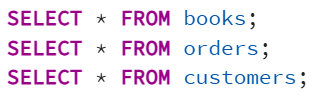 SELECT * FROM books;
SELECT * FROM orders;
SELECT * FROM customers;